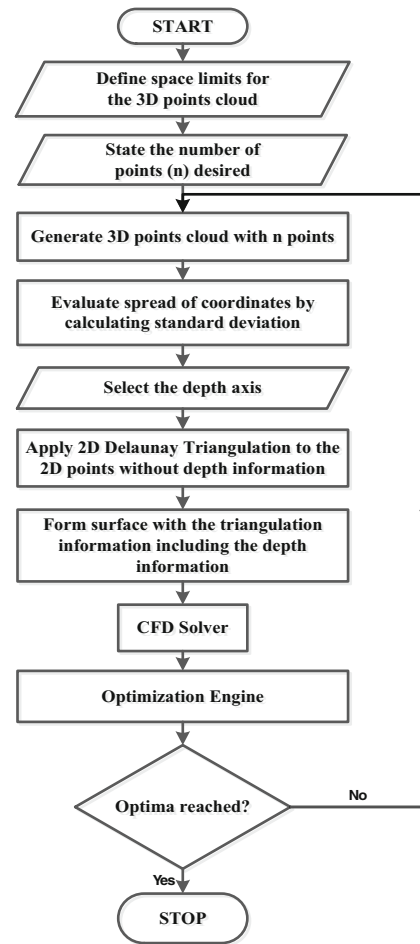 START
Define space limits for
the 3D points cloud
State the number of
points (n) desired
Generate 3D points cloud with n points
Evaluate spread of coordinates by
calculating standard deviation
Select the depth axis
Apply 2D Delaunay Triangulation to the
2D points without depth information
Form surface with the triangulation
information including the depth
information
CFD Solver
Optimization Engine
Optima reached?
No
Yes
STOP